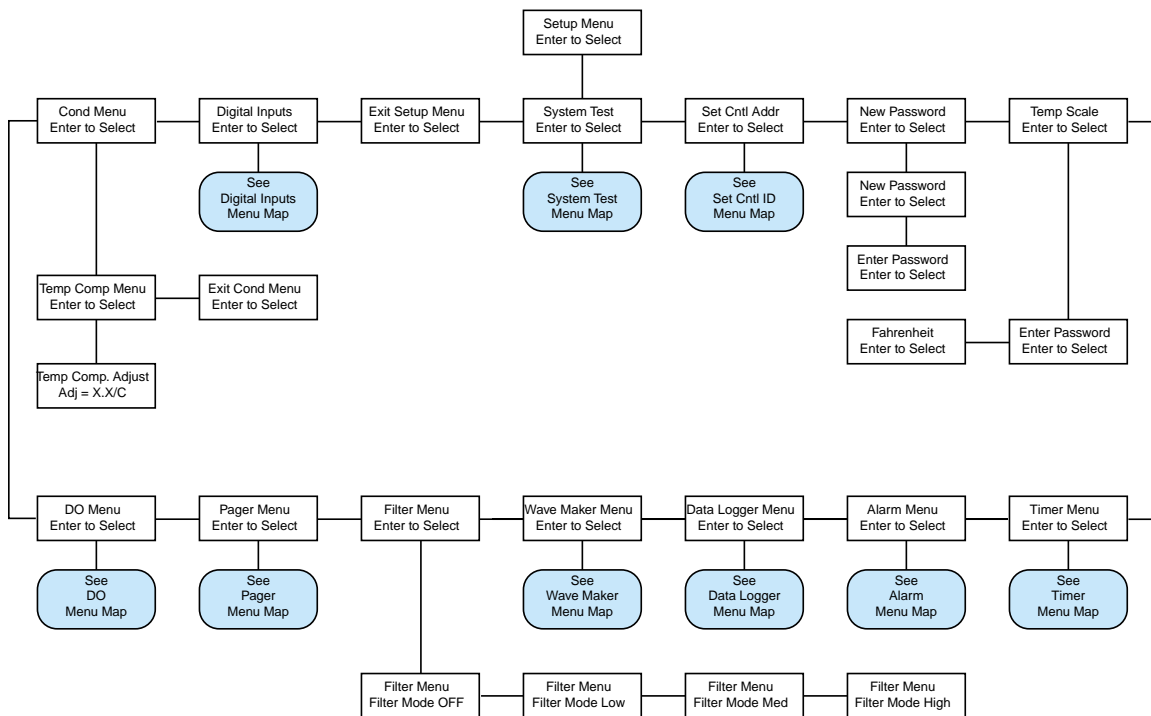 Setup Menu
Enter to Select
Cond Menu
Enter to Select
Digital Inputs
Enter to Select
Exit Setup Menu
Enter to Select
System Test
Enter to Select
Set Cntl Addr
Enter to Select
New Password
Enter to Select
Temp Scale
Enter to Select
See
Digital Inputs
Menu Map
See
System Test
Menu Map
See
Set Cntl ID
Menu Map
New Password
Enter to Select
Enter Password
Enter to Select
Temp Comp Menu
Enter to Select
Exit Cond Menu
Enter to Select
Fahrenheit
Enter to Select
Enter Password
Enter to Select
Temp Comp. Adjust
Adj = X.X/C
DO Menu
Enter to Select
Pager Menu
Enter to Select
Filter Menu
Enter to Select
Wave Maker Menu
Enter to Select
Data Logger Menu
Enter to Select
Alarm Menu
Enter to Select
Timer Menu
Enter to Select
See
DO
Menu Map
See
Pager
Menu Map
See
Wave Maker
Menu Map
See
Data Logger
Menu Map
See
Alarm
Menu Map
See
Timer
Menu Map
Filter Menu
Filter Mode OFF
Filter Menu
Filter Mode Low
Filter Menu
Filter Mode Med
Filter Menu
Filter Mode High